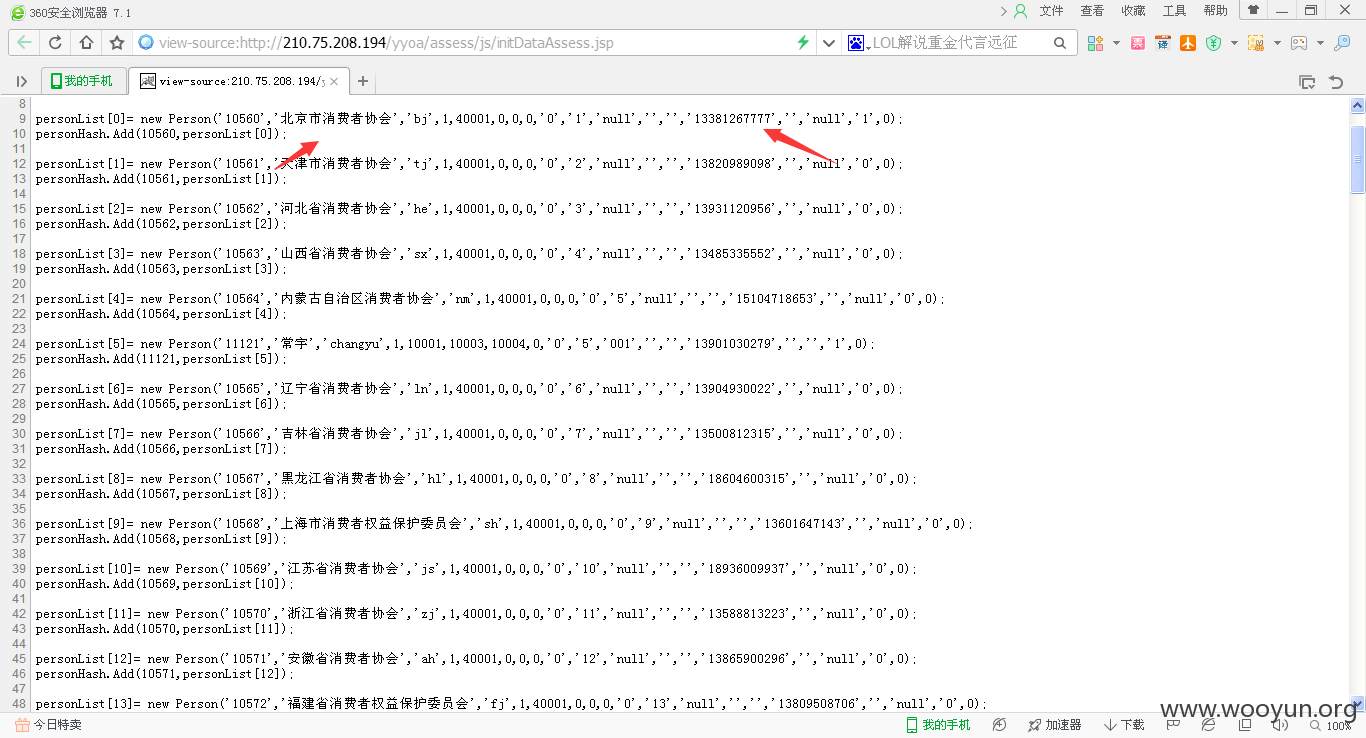 360安全浏览器 7.1
文件 查看 收藏 工具 帮助
view-source:http://210.75.208.194/yyoa/assess/js/initDataAssess.jsp
LOL解说重金代言远征
我的手机
view-source:210.75.208.194/y
8
9 personList[0]= new Person('10560','北京市消费者协会','bj',1,40001,0,0,0,'0','1','null','','','13381267777','','null','1',0);
10 personHash.Add(10560,personList[0]);
11
12 personList[1]= new Person('10561','天津市消费者协会','tj',1,40001,0,0,0,'0','2','null','','','13820989098','','null','0',0);
13 personHash.Add(10561,personList[1]);
14
15 personList[2]= new Person('10562','河北省消费者协会','he',1,40001,0,0,0,'0','3','null','','','13931120956','','null','0',0);
16 personHash.Add(10562,personList[2]);
17
18 personList[3]= new Person('10563','山西省消费者协会','sx',1,40001,0,0,0,'0','4','null','','','13485335552','','null','0',0);
19 personHash.Add(10563,personList[3]);
20
21 personList[4]= new Person('10564','内蒙古自治区消费者协会','nm',1,40001,0,0,0,'0','5','null','','','15104718653','','null','0',0);
22 personHash.Add(10564,personList[4]);
23
24 personList[5]= new Person('11121','常宇','changyu',1,10001,10003,10004,0,'0','5','001','','','13901030279','','','1',0);
25 personHash.Add(11121,personList[5]);
26
27 personList[6]= new Person('10565','辽宁省消费者协会','ln',1,40001,0,0,0,'0','6','null','','','13904930022','','null','0',0);
28 personHash.Add(10565,personList[6]);
29
30 personList[7]= new Person('10566','吉林省消费者协会','jl',1,40001,0,0,0,'0','7','null','','','13500812315','','null','0',0);
31 personHash.Add(10566,personList[7]);
32
33 personList[8]= new Person('10567','黑龙江省消费者协会','hl',1,40001,0,0,0,'0','8','null','','','18604600315','','null','0',0);
34 personHash.Add(10567,personList[8]);
35
36 personList[9]= new Person('10568','上海市消费者权益保护委员会','sh',1,40001,0,0,0,'0','9','null','','','13601647143','','null','0',0);
37 personHash.Add(10568,personList[9]);
38
39 personList[10]= new Person('10569','江苏省消费者协会','js',1,40001,0,0,0,'0','10','null','','','18936009937','','null','0',0);
40 personHash.Add(10569,personList[10]);
41
42 personList[11]= new Person('10570','浙江省消费者协会','zj',1,40001,0,0,0,'0','11','null','','','13588813223','','null','0',0);
43 personHash.Add(10570,personList[11]);
44
45 personList[12]= new Person('10571','安徽省消费者协会','ah',1,40001,0,0,0,'0','12','null','','','13865900296','','null','0',0);
46 personHash.Add(10571,personList[12]);
47
48 personList[13]= new Person('10572','福建省消费者权益保护委员会','fj',1,40001,0,0,0,'0','13','null','','','13809508706','','null','0',0);
www.wooyun.org
今日特卖
我的手机 加速器 下载 100%